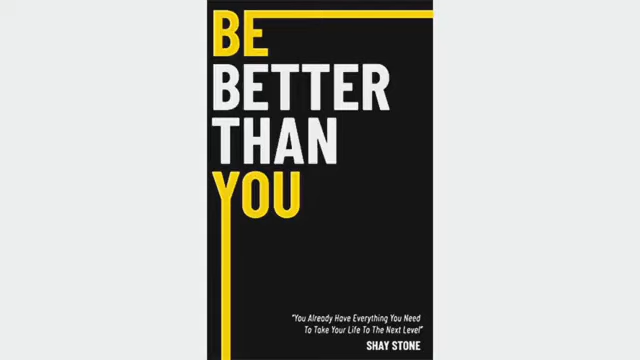 BE
BETTER
THAN
YOU
"You Already Have Everything You Need
To Take Your Life To The Next Level"
SHAY STONE